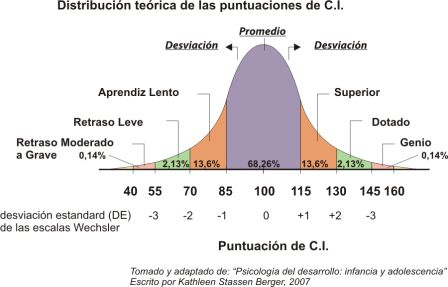 Distribución teórica de las puntuaciones de C.I.
Promedio
Desviación Desviación
Aprendiz Lento Superior
Retraso Leve Dotado
Retraso Moderado
a Grave
Genio
0,14% 2,13% 13,6% 68,26% 13,6% 2,13% 0,14%
40 55 70 85 100 115 130 145 160
desviación estandard (DE)
de las escalas Wechsler
-3 -2 -1 0 +1 +2 -3
Puntuación de C.I.
Tomado y adaptado de: "Psicología del desarrollo: infancia y adolescencia"
Escrito por Kathleen Stassen Berger, 2007